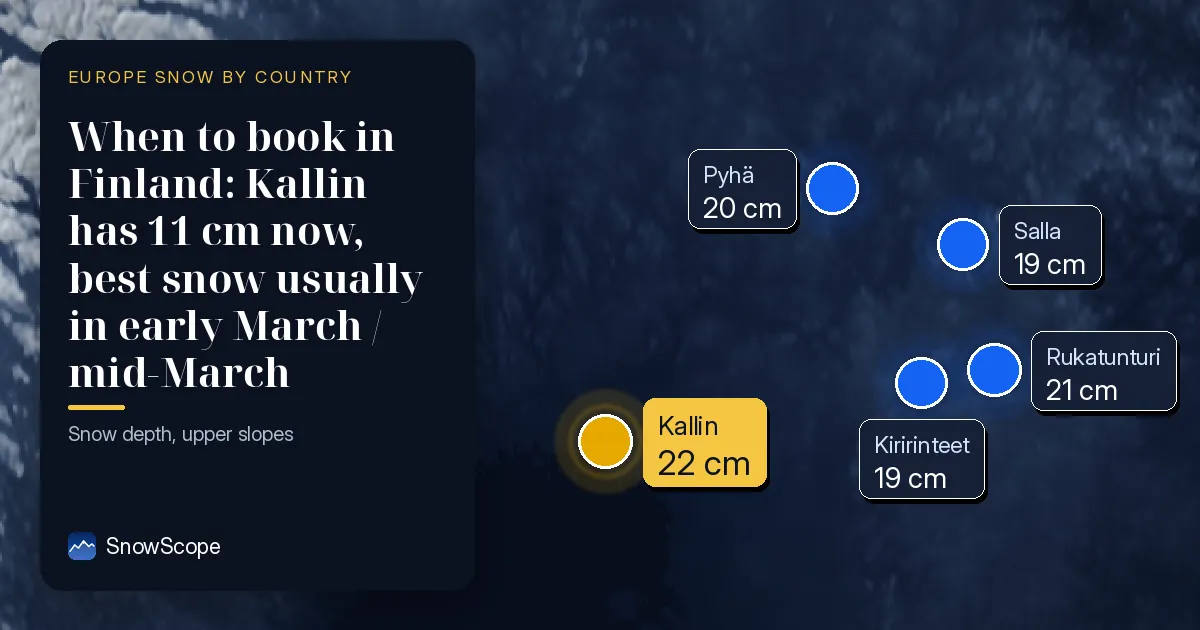 EUROPE SNOW BY COUNTRY
When to book in
Finland: Kallin
has 11 cm now,
best snow usually
in early March /
mid-March
Snow depth, upper slopes
SnowScope
Pyhä
20 cm
Salla
19 cm
Rukatunturi
21 cm
Kallin
22 cm
Kiririnteet
19 cm